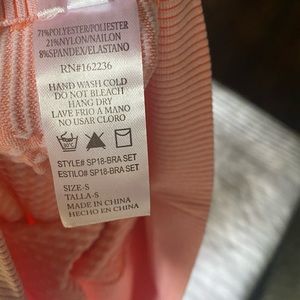 71%POLYESTER/POLIESTER
21%NYLON/NAILON
8%SPANDEX/ELASTANO
RN#162236
HAND WASH COLD
DO NOT BLEACH
HANG DRY
LAVE FRIO A MANO
NO USAR CLORO
STYLE# SP18-BRA SET
ESTILO# SP18-BRA SET
SIZE-S
TALLA-S
MADE IN CHINA
HECHO EN CHINA